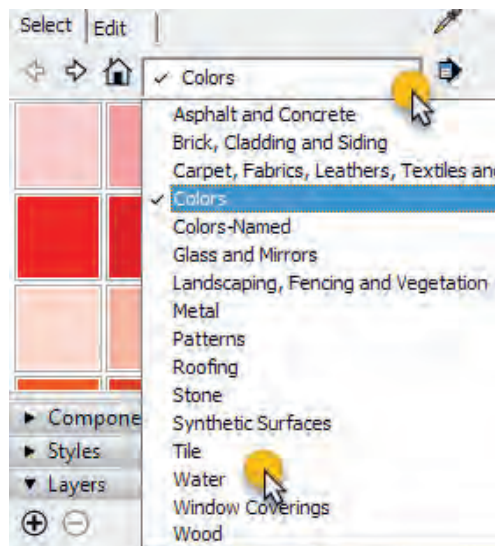 Select Edit
Colors
Asphalt and Concrete
Brick, Cladding and Siding
Carpet, Fabrics, Leathers, Textiles and
Colors
Colors-Named
Glass and Mirrors
Landscaping, Fencing and Vegetation
Metal
Patterns
Roofing
Stone
Compone
Synthetic Surfaces
Styles
Tile
Water
Layers
Window Coverings
Wood